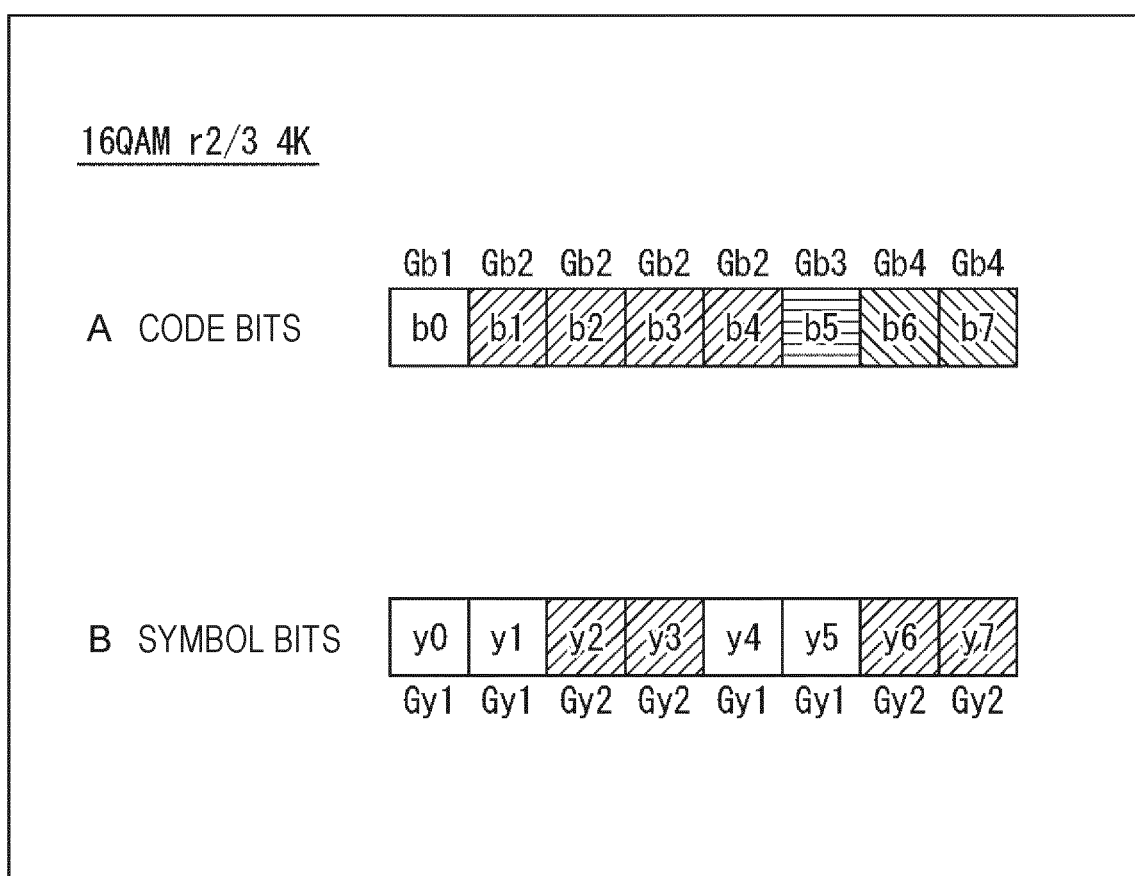 16QAM r2/3 4K
Gb1 Gb2 Gb2 Gb2 Gb2 Gb3 Gb4 Gb4
A CODE BITS b0 b1 b2 b3 b4 b5 b6 b7
B SYMBOL BITS y0 y1 y2 y3 y4 y5 y6 y7
Gy1 Gy1 Gy2 Gy2 Gy1 Gy1 Gy2 Gy2